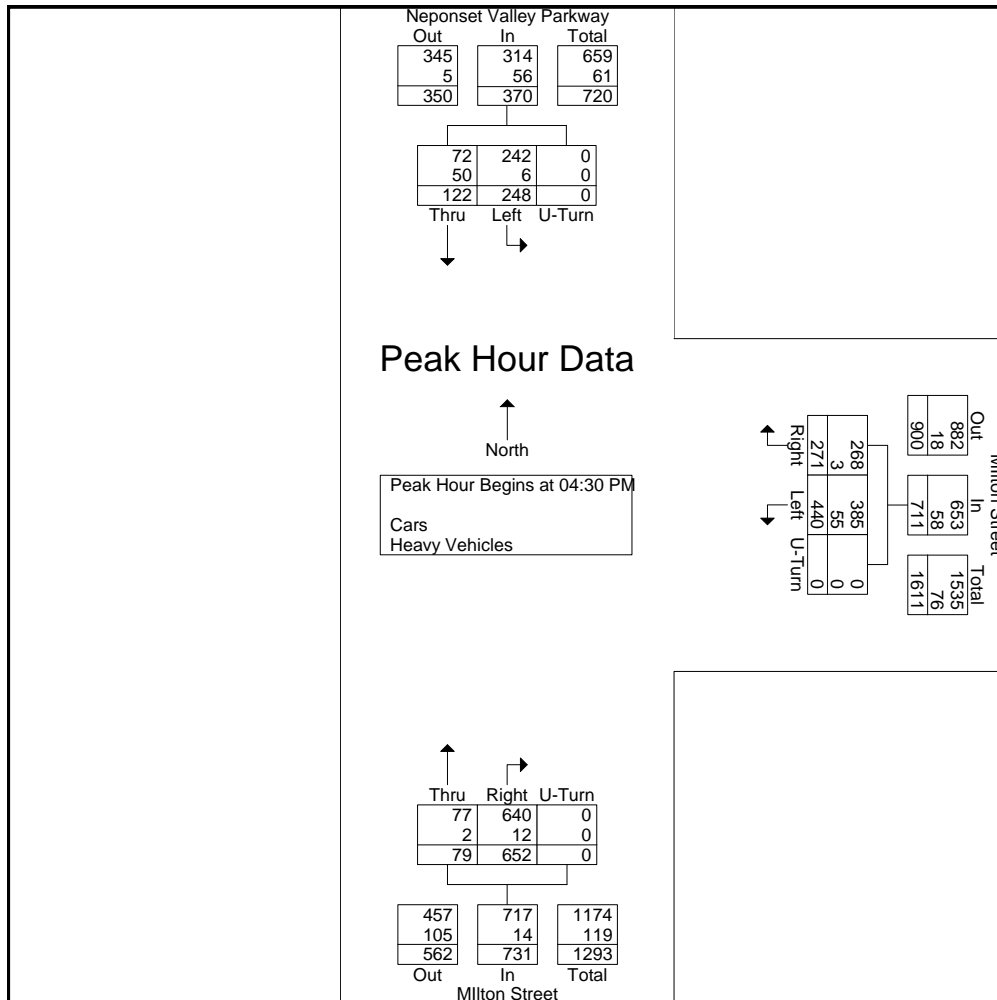 Neponset Valley Parkway
Out In Total
345 314 659
5 56 61
350 370 720
72 242 0
50 6 0
122 248 0
Thru Left U-Turn
Peak Hour Data
North
Peak Hour Begins at 04:30 PM
Cars
Heavy Vehicles
Milton Street
Out In Total
882 653 1535
18 58 76
900 711 1611
268 385 0
3 55 0
271 440 0
Right Left U-Turn
Thru Right U-Turn
77 640 0
2 12 0
79 652 0
457 717 1174
105 14 119
562 731 1293
Out In Total
MIlton Street